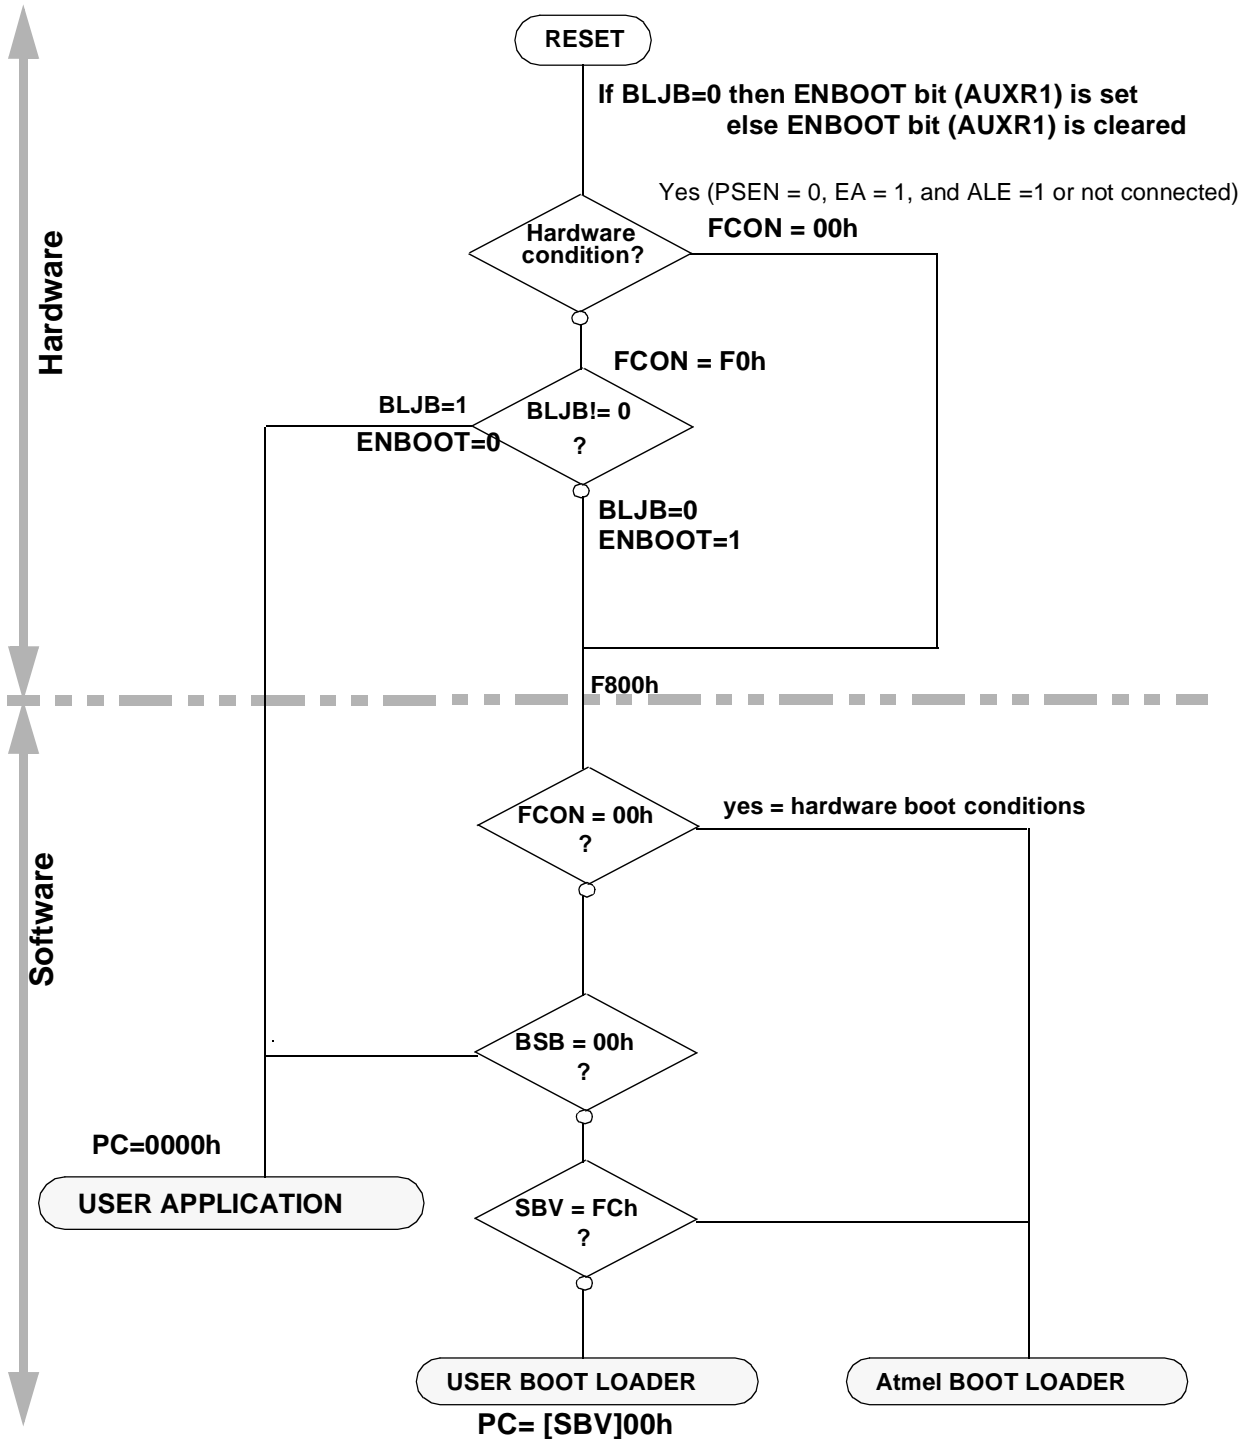 RESET
If BLJB=0 then ENBOOT bit (AUXR1) is set
else ENBOOT bit (AUXR1) is cleared
Yes (PSEN = 0, EA = 1, and ALE =1 or not connected)
FCON = 00h
Hardware
condition?
Hardware
FCON = F0h
BLJB=1
ENBOOT=0
BLJB!= 0
?
BLJB=0
ENBOOT=1
F800h
FCON = 00h
?
yes = hardware boot conditions
Software
BSB = 00h
?
PC=0000h
USER APPLICATION
SBV = FCh
?
USER BOOT LOADER
Atmel BOOT LOADER
PC= [SBV]00h